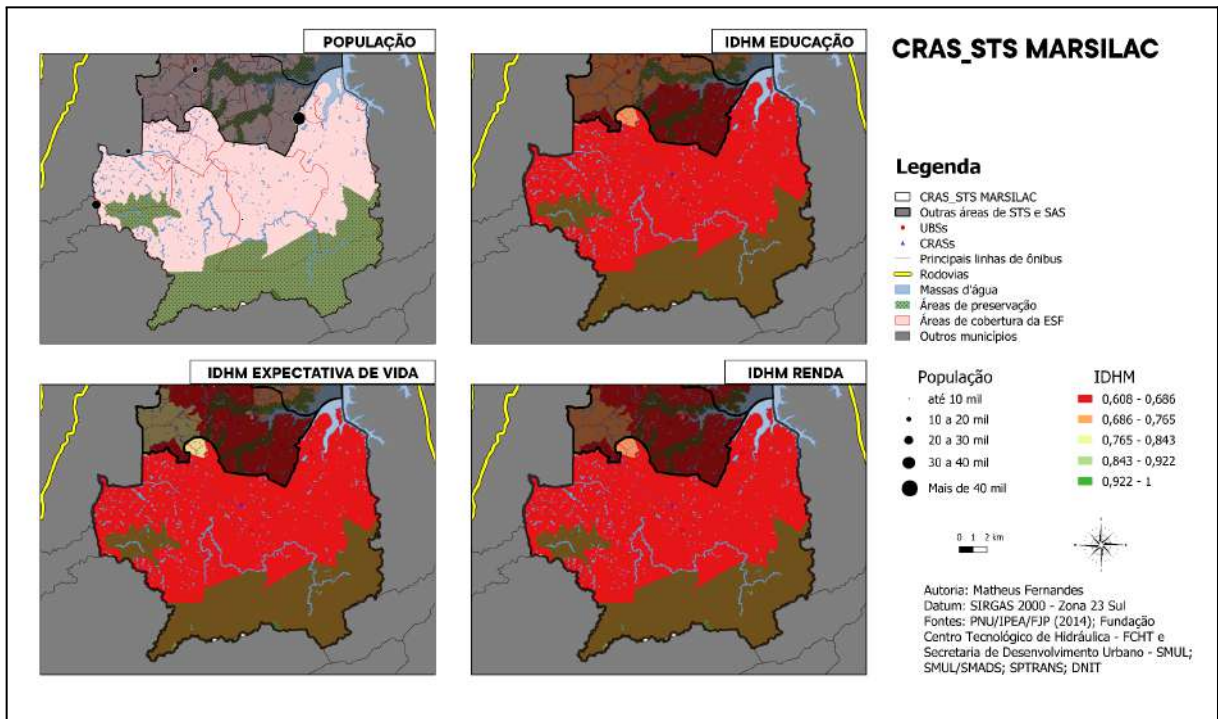 POPULAÇÃO
IDHM EDUCAÇÃO
CRAS_STS MARSILAC
Legenda
CRAS_STS MARSILAC
Outras áreas de STS e SAS
UBSs
CRASs
Principais linhas de ônibus
Rodovias
Massas d'água
Áreas de preservação
Áreas de cobertura da ESF
Outros municípios
IDHM EXPECTATIVA DE VIDA
IDHM RENDA
População
até 10 mil
10 a 20 mil
20 a 30 mil
30 a 40 mil
Mais de 40 mil
IDHM
0,608 - 0,686
0,686 - 0,765
0,765 - 0,843
0,843 - 0,922
0,922 - 1
0 1 2 km
Autoria: Matheus Fernandes
Datum: SIRGAS 2000 - Zona 23 Sul
Fontes: PNU/IPEA/FJP (2014); Fundação
Centro Tecnológico de Hidráulica - FCHT e
Secretaria de Desenvolvimento Urbano - SMUL;
SMUL/SMADS; SPTRANS; DNIT